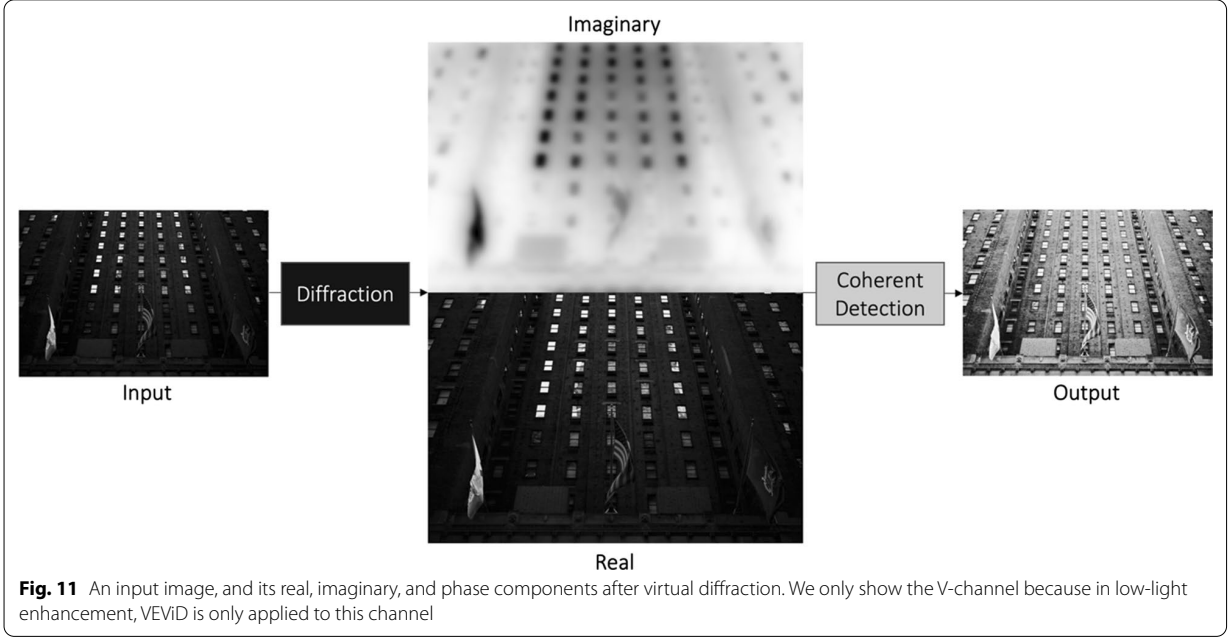 Imaginary
Diffraction
Coherent
Detection
Input
Output
Real
Fig. 11 An input image, and its real, imaginary, and phase components after virtual diffraction. We only show the V-channel because in low-light
enhancement, VEViD is only applied to this channel